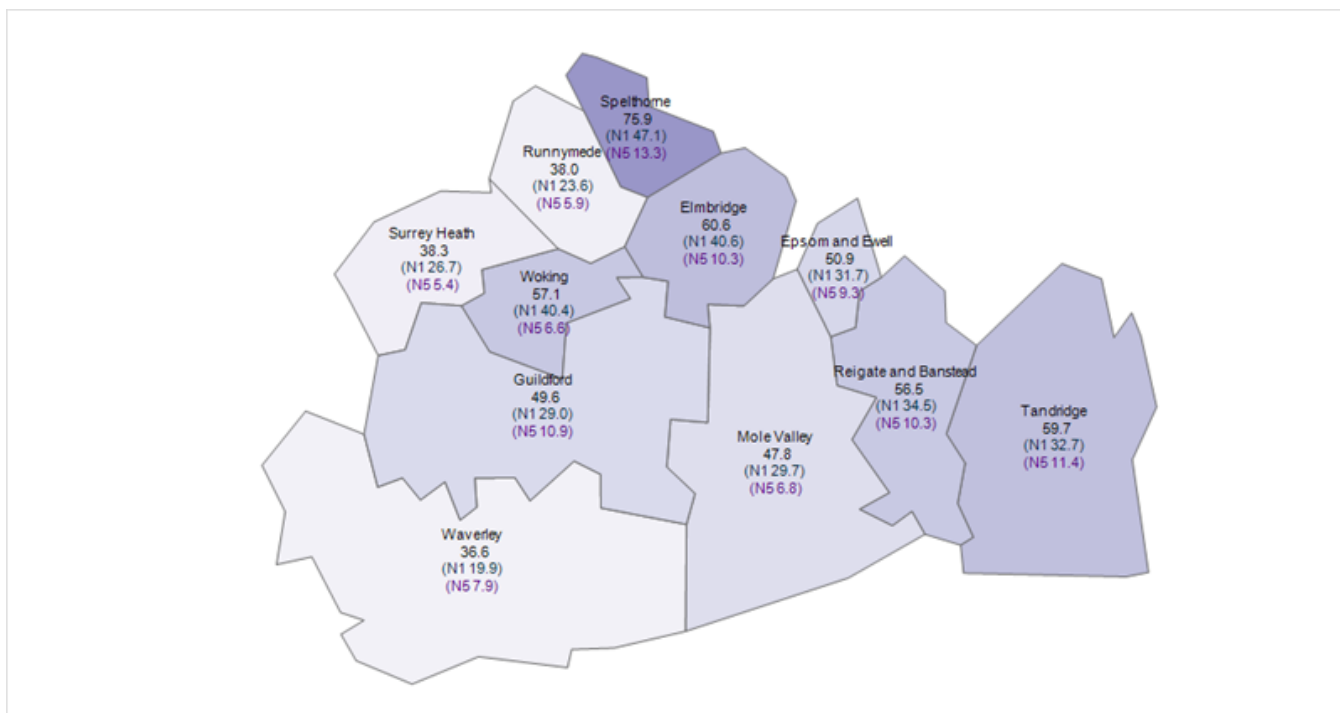 Spelthorne
75.9
(N1 47.1)
(N5 13.3)
Runnymede
38.0
(N1 23.6)
(N5 5.9)
Elmbridge
60.6
(N1 40.6)
(N5 10.3)
Surrey Heath
38.3
(N1 26.7)
(N5 5.4)
Epsom and Ewell
50.9
(N1 31.7)
(N5 9.3)
Woking
57.1
(N1 40.4)
(N5 6.6)
Reigate and Banstead
56.5
(N1 34.5)
(N5 10.3)
Guildford
49.6
(N1 29.0)
(N5 10.9)
Tandridge
59.7
(N1 32.7)
(N5 11.4)
Mole Valley
47.8
(N1 29.7)
(N5 6.8)
Waverley
36.6
(N1 19.9)
(N5 7.9)